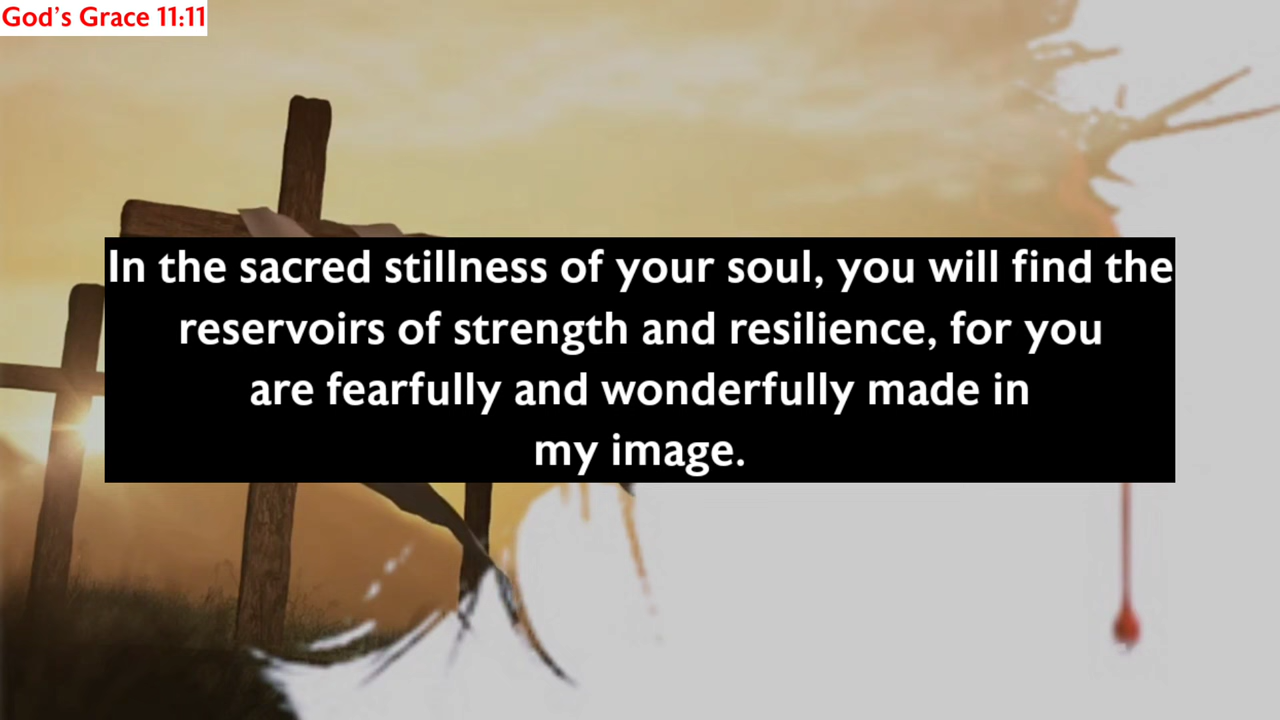 God's Grace 11:11
In the sacred stillness of your soul, you will find the
reservoirs of strength and resilience, for you
are fearfully and wonderfully made in
my image.